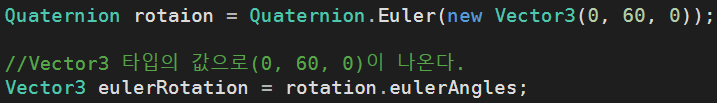 Quaternion rotaion = Quaternion.Euler(new Vector3(0, 60, 0));
//Vector3 타입의 값으로(0, 60, 0)이 나온다.
Vector3 eulerRotation = rotation.eulerAngles;